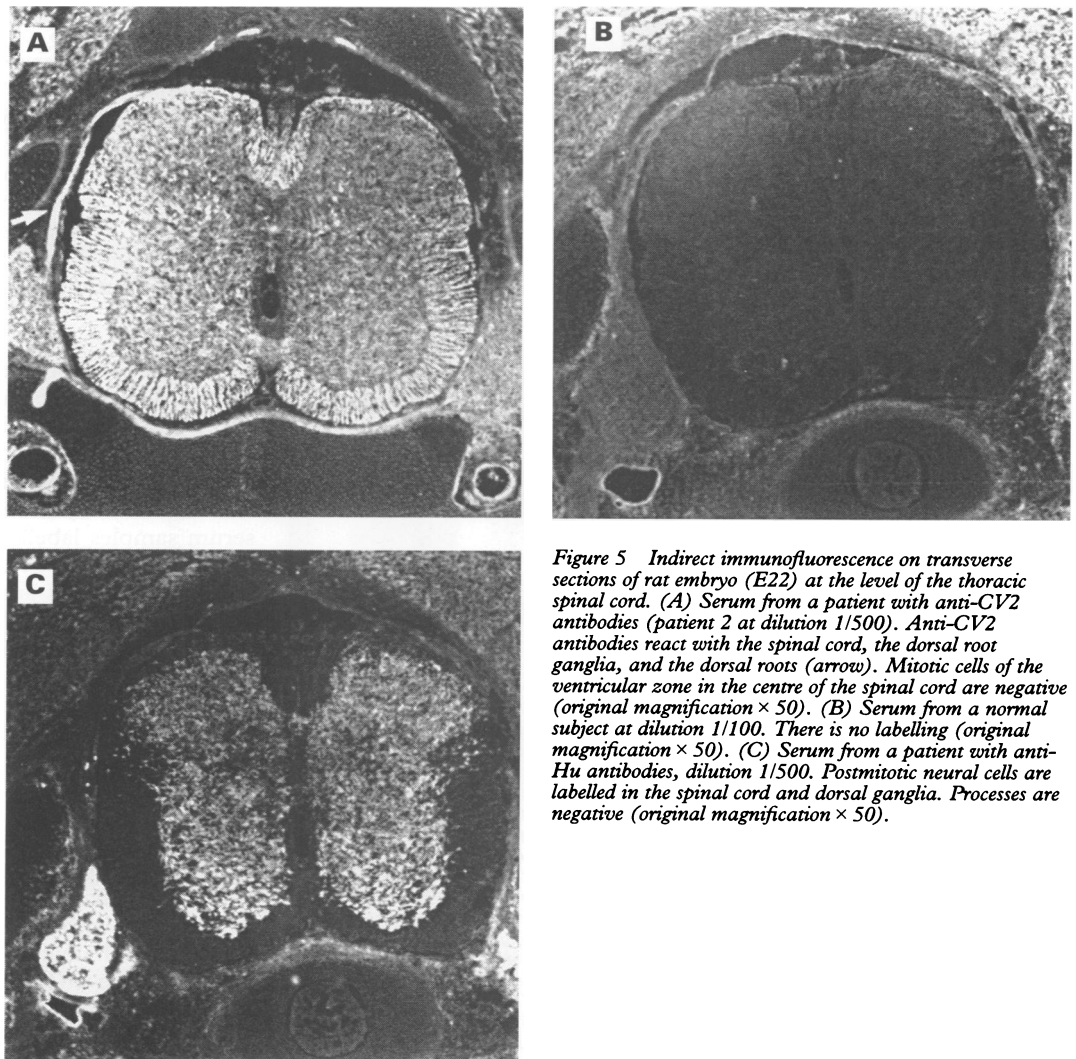 A
B
C
Figure 5 Indirect immunofluorescence on transverse
sections of rat embryo (E22) at the level of the thoracic
spinal cord. (A) Serum from a patient with anti-CV2
antibodies (patient 2 at dilution 1/500). Anti-CV2
antibodies react with the spinal cord, the dorsal root
ganglia, and the dorsal roots (arrow). Mitotic cells of the
ventricular zone in the centre of the spinal cord are negative
(original magnification × 50). (B) Serum from a normal
subject at dilution 1/100. There is no labelling (original
magnification × 50). (C) Serum from a patient with anti-
Hu antibodies, dilution 1/500. Postmitotic neural cells are
labelled in the spinal cord and dorsal ganglia. Processes are
negative (original magnification × 50).